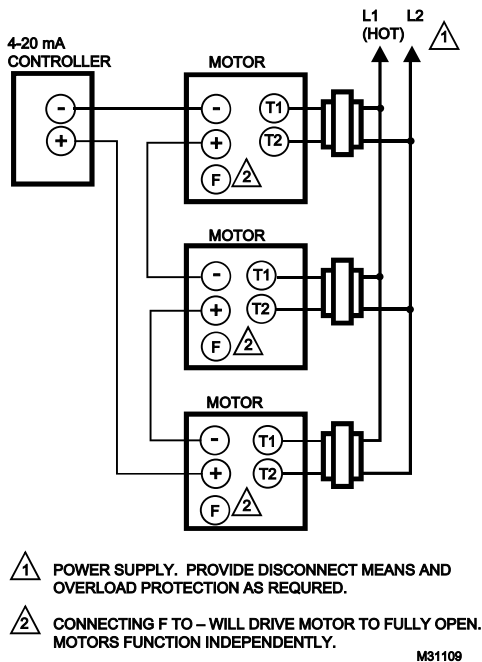 L1 L2
(HOT) 1
4-20 mA
CONTROLLER
MOTOR
- - T1
+ + T2
F 2
MOTOR
- T1
+ T2
F 2
MOTOR
- T1
+ T2
F 2
1 POWER SUPPLY. PROVIDE DISCONNECT MEANS AND
OVERLOAD PROTECTION AS REQURED.
2 CONNECTING F TO – WILL DRIVE MOTOR TO FULLY OPEN.
MOTORS FUNCTION INDEPENDENTLY.
M31109